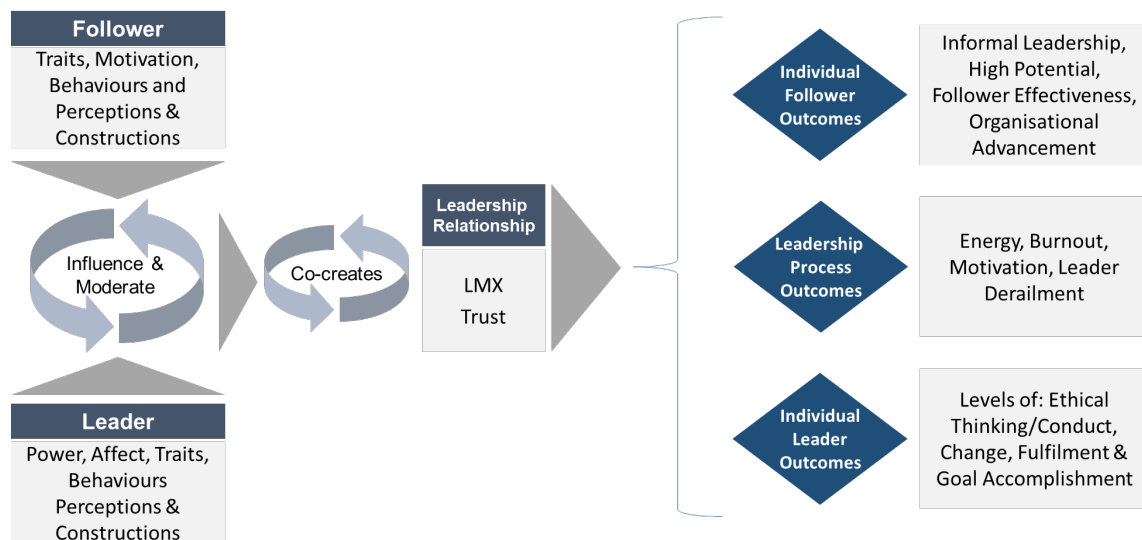 Follower
Traits, Motivation,
Behaviours and
Perceptions &
Constructions
Influence &
Moderate
Leader
Power, Affect, Traits,
Behaviours
Perceptions &
Constructions
Co-creates
Leadership
Relationship
LMX
Trust
Individual
Follower
Outcomes
Informal Leadership,
High Potential,
Follower Effectiveness,
Organisational
Advancement
Leadership
Process
Outcomes
Energy, Burnout,
Motivation, Leader
Derailment
Individual
Leader
Outcomes
Levels of: Ethical
Thinking/Conduct,
Change, Fulfilment &
Goal Accomplishment